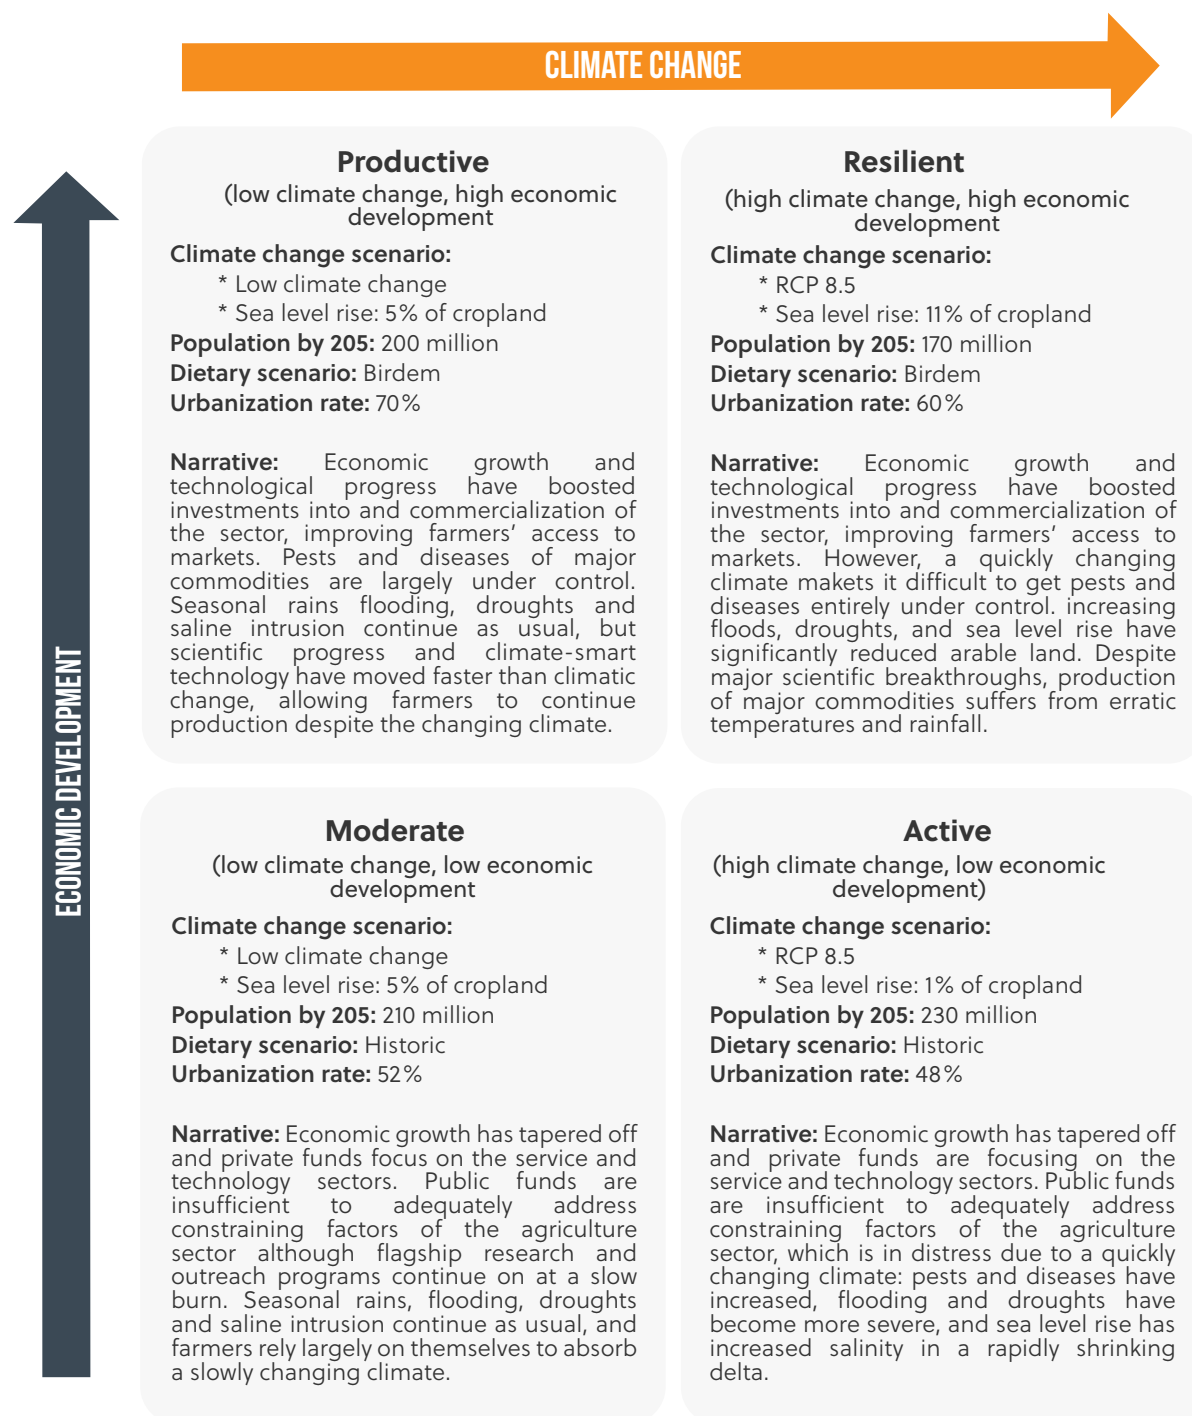 CLIMATE CHANGE
ECONOMIC DEVELOPMENT
Productive
(low climate change, high economic
development
Climate change scenario:
* Low climate change
* Sea level rise: 5% of cropland
Population by 205: 200 million
Dietary scenario: Birdem
Urbanization rate: 70%
Narrative: Economic growth and
technological progress have boosted
investments into and commercialization of
the sector, improving farmers’ access to
markets. Pests and diseases of major
commodities are largely under control.
Seasonal rains flooding, droughts and
saline intrusion continue as usual, but
scientific progress and climate-smart
technology have moved faster than climatic
change, allowing farmers to continue
production despite the changing climate.
Resilient
(high climate change, high economic
development
Climate change scenario:
* RCP 8.5
* Sea level rise: 11% of cropland
Population by 205: 170 million
Dietary scenario: Birdem
Urbanization rate: 60%
Narrative: Economic growth and
technological progress have boosted
investments into and commercialization of
the sector, improving farmers’ access to
markets. However, a quickly changing
climate makets it difficult to get pests and
diseases entirely under control. increasing
floods, droughts, and sea level rise have
significantly reduced arable land. Despite
major scientific breakthroughs, production
of major commodities suffers from erratic
temperatures and rainfall.
Moderate
(low climate change, low economic
development
Climate change scenario:
* Low climate change
* Sea level rise: 5% of cropland
Population by 205: 210 million
Dietary scenario: Historic
Urbanization rate: 52%
Narrative: Economic growth has tapered off
and private funds focus on the service and
technology sectors. Public funds are
insufficient to adequately address
constraining factors of the agriculture
sector although flagship research and
outreach programs continue on at a slow
burn. Seasonal rains, flooding, droughts
and saline intrusion continue as usual, and
farmers rely largely on themselves to absorb
a slowly changing climate.
Active
(high climate change, low economic
development)
Climate change scenario:
* RCP 8.5
* Sea level rise: 1% of cropland
Population by 205: 230 million
Dietary scenario: Historic
Urbanization rate: 48%
Narrative: Economic growth has tapered off
and private funds are focusing on the
service and technology sectors. Public funds
are insufficient to adequately address
constraining factors of the agriculture
sector, which is in distress due to a quickly
changing climate: pests and diseases have
increased, flooding and droughts have
become more severe, and sea level rise has
increased salinity in a rapidly shrinking
delta.